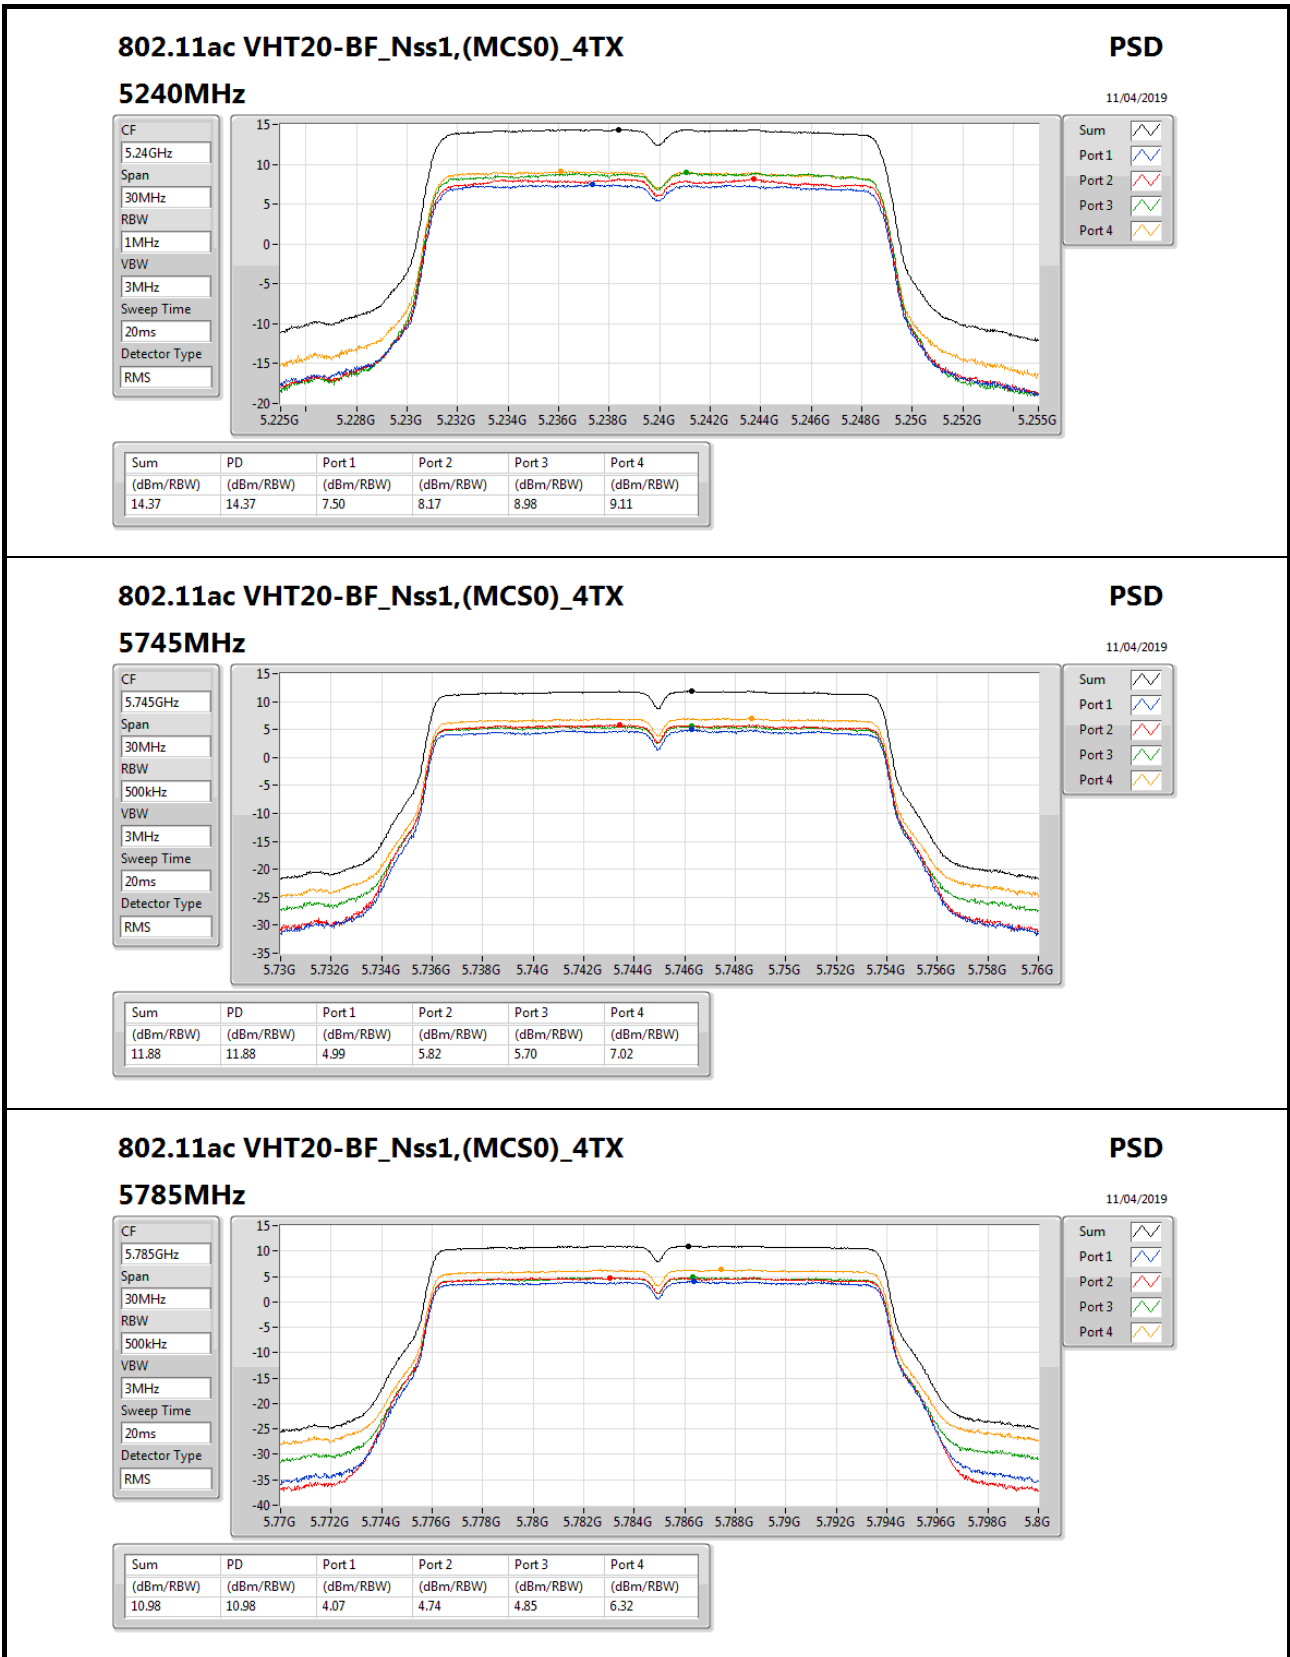 802.11ac VHT20-BF_Nss1,(MCS0)_4TX PSD
5240MHz 11/04/2019
CF
5.24GHz
Span
30MHz
RBW
1MHz
VBW
3MHz
Sweep Time
20ms
Detector Type
RMS
15
10
5
0
-5
-10
-15
-20
5.225G 5.228G 5.23G 5.232G 5.234G 5.236G 5.238G 5.24G 5.242G 5.244G 5.246G 5.248G 5.25G 5.252G 5.255G
Sum
Port 1
Port 2
Port 3
Port 4
Sum PD Port 1 Port 2 Port 3 Port 4
(dBm/RBW) (dBm/RBW) (dBm/RBW) (dBm/RBW) (dBm/RBW) (dBm/RBW)
14.37 14.37 7.50 8.17 8.98 9.11
802.11ac VHT20-BF_Nss1,(MCS0)_4TX PSD
5745MHz 11/04/2019
CF
5.745GHz
Span
30MHz
RBW
500kHz
VBW
3MHz
Sweep Time
20ms
Detector Type
RMS
15
10
5
0
-5
-10
-15
-20
-25
-30
-35
5.73G 5.732G 5.734G 5.736G 5.738G 5.74G 5.742G 5.744G 5.746G 5.748G 5.75G 5.752G 5.754G 5.756G 5.758G 5.76G
Sum
Port 1
Port 2
Port 3
Port 4
Sum PD Port 1 Port 2 Port 3 Port 4
(dBm/RBW) (dBm/RBW) (dBm/RBW) (dBm/RBW) (dBm/RBW) (dBm/RBW)
11.88 11.88 4.99 5.82 5.70 7.02
802.11ac VHT20-BF_Nss1,(MCS0)_4TX PSD
5785MHz 11/04/2019
CF
5.785GHz
Span
30MHz
RBW
500kHz
VBW
3MHz
Sweep Time
20ms
Detector Type
RMS
15
10
5
0
-5
-10
-15
-20
-25
-30
-35
-40
5.77G 5.772G 5.774G 5.776G 5.778G 5.78G 5.782G 5.784G 5.786G 5.788G 5.79G 5.792G 5.794G 5.796G 5.798G 5.8G
Sum
Port 1
Port 2
Port 3
Port 4
Sum PD Port 1 Port 2 Port 3 Port 4
(dBm/RBW) (dBm/RBW) (dBm/RBW) (dBm/RBW) (dBm/RBW) (dBm/RBW)
10.98 10.98 4.07 4.74 4.85 6.32